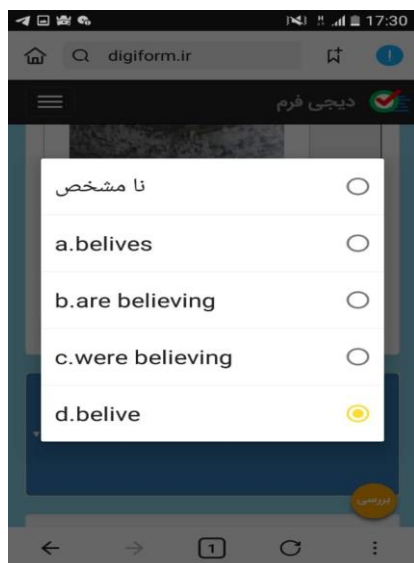 17:30
digiform.ir
دیجی فرم
نا مشخص
a.belives
b.are believing
c.were believing
d.belive
بررسی
1